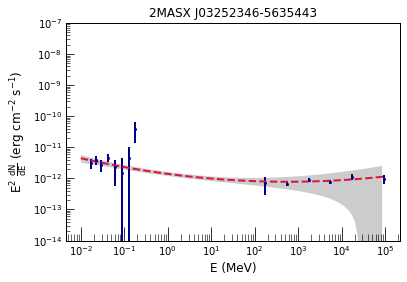 2MASX J03252346-5635443
E² dN/dE (erg cm⁻² s⁻¹)
10⁻⁷
10⁻⁸
10⁻⁹
10⁻¹⁰
10⁻¹¹
10⁻¹²
10⁻¹³
10⁻¹⁴
10⁻² 10⁻¹ 10⁰ 10¹ 10² 10³ 10⁴ 10⁵
E (MeV)